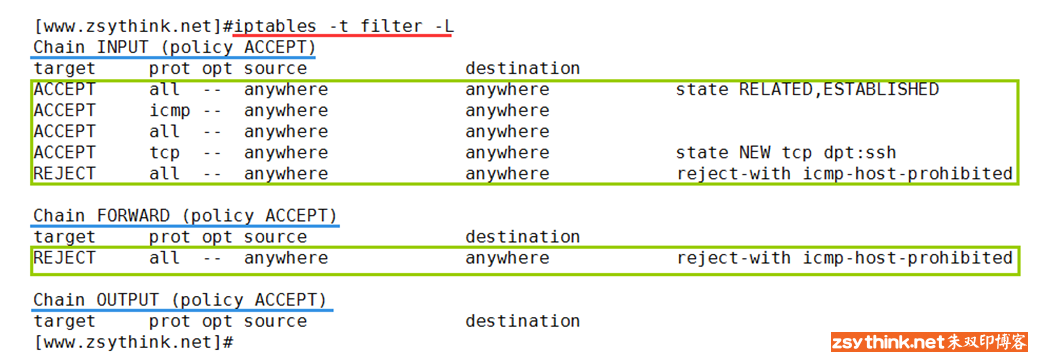 [www.zsythink.net]#iptables -t filter -L
Chain INPUT (policy ACCEPT)
target     prot opt source               destination
ACCEPT     all  --  anywhere             anywhere            state RELATED,ESTABLISHED
ACCEPT     icmp --  anywhere             anywhere
ACCEPT     all  --  anywhere             anywhere
ACCEPT     tcp  --  anywhere             anywhere            state NEW tcp dpt:ssh
REJECT     all  --  anywhere             anywhere            reject-with icmp-host-prohibited
Chain FORWARD (policy ACCEPT)
target     prot opt source               destination
REJECT     all  --  anywhere             anywhere            reject-with icmp-host-prohibited
Chain OUTPUT (policy ACCEPT)
target     prot opt source               destination
[www.zsythink.net]#
zsythink.net朱双印博客